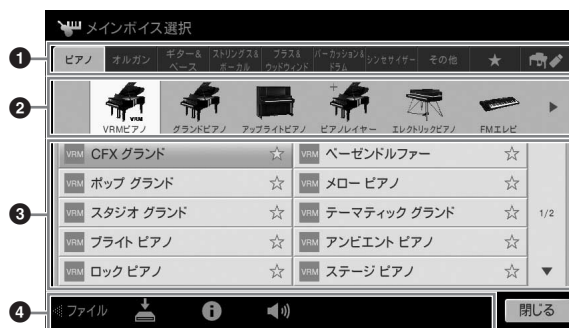 メインボイス選択
❶ ピアノ オルガン ギター& ベース ストリングス& ボーカル ブラス& ウッドウィンド パーカッション& ドラム シンセサイザー その他 ★
❷ VRMピアノ グランドピアノ アップライトピアノ ピアノレイヤー エレクトリックピアノ FMエレピ
❸ VRM CFX グランド ☆ VRM ベーゼンドルファー ☆
VRM ポップ グランド ☆ VRM メロー ピアノ ☆
VRM スタジオ グランド ☆ VRM テーマティック グランド ☆ 1/2
VRM ブライト ピアノ ☆ VRM アンビエント ピアノ ☆
VRM ロック ピアノ ☆ VRM ステージ ピアノ ☆
❹ ファイル 閉じる